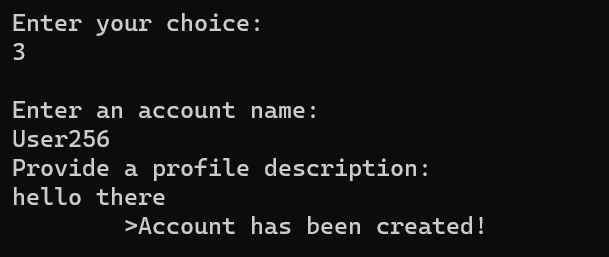 Enter your choice:
3
Enter an account name:
User256
Provide a profile description:
hello there
>Account has been created!